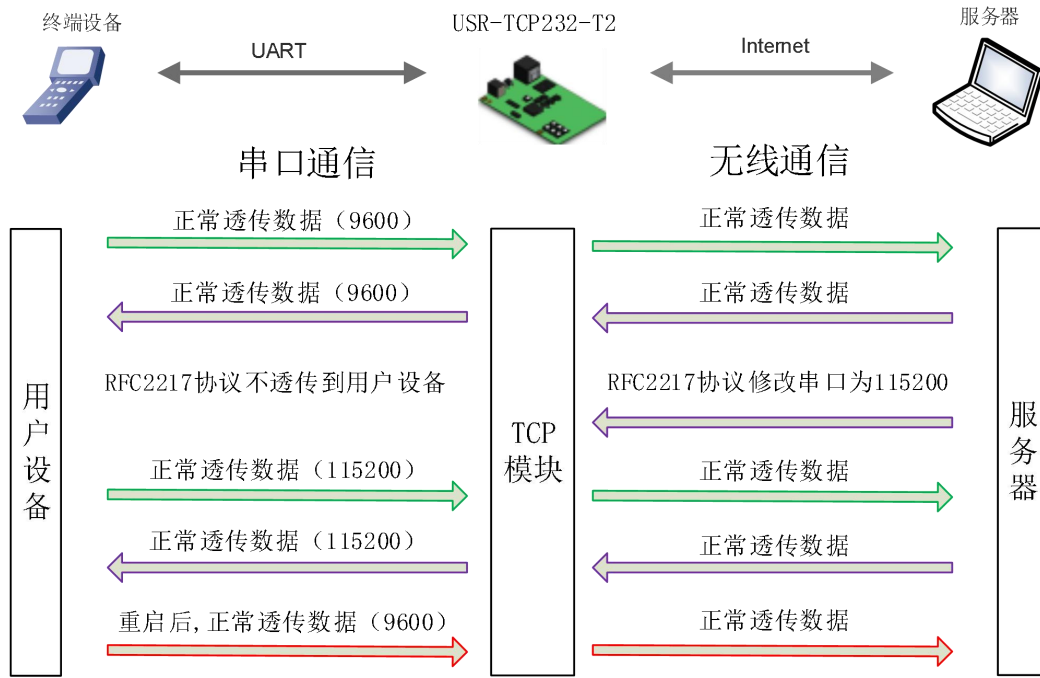 终端设备
USR-TCP232-T2
服务器
UART
Internet
串口通信
无线通信
正常透传数据（9600）
正常透传数据
正常透传数据（9600）
正常透传数据
RFC2217协议不透传到用户设备
RFC2217协议修改串口为115200
用户设备
TCP
模块
服务器
正常透传数据（115200）
正常透传数据
正常透传数据（115200）
正常透传数据
重启后,正常透传数据（9600）
正常透传数据